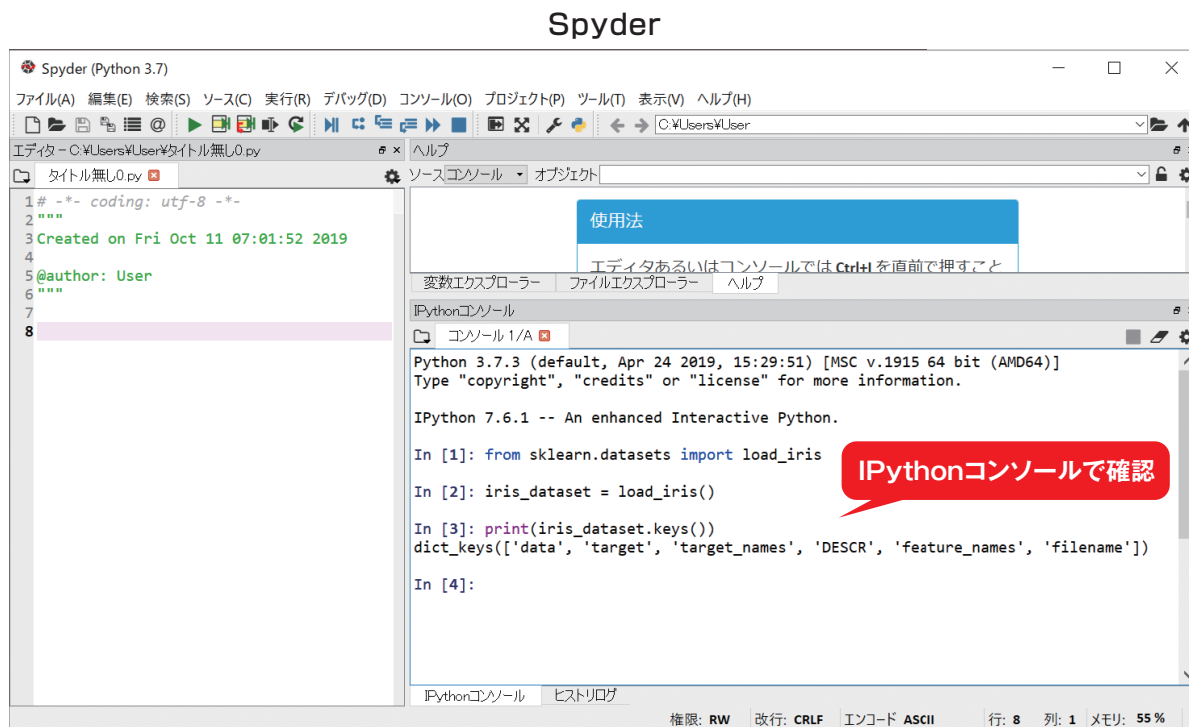 Spyder
Spyder (Python 3.7)
ファイル(A) 編集(E) 検索(S) ソース(C) 実行(R) デバッグ(D) コンソール(O) プロジェクト(P) ツール(T) 表示(V) ヘルプ(H)
C:¥Users¥User
エディタ - C:¥Users¥User¥タイトル無し0.py
タイトル無し0.py
1 # -*- coding: utf-8 -*-
2 """
3 Created on Fri Oct 11 07:01:52 2019
4
5 @author: User
6 """
7
8
ヘルプ
ソース コンソール オブジェクト
使用法
エディタあるいはコンソールでは Ctrl+I を直前で押すこと
変数エクスプローラー ファイルエクスプローラー ヘルプ
IPythonコンソール
コンソール 1/A
Python 3.7.3 (default, Apr 24 2019, 15:29:51) [MSC v.1915 64 bit (AMD64)]
Type "copyright", "credits" or "license" for more information.
IPython 7.6.1 -- An enhanced Interactive Python.
In [1]: from sklearn.datasets import load_iris
In [2]: iris_dataset = load_iris()
In [3]: print(iris_dataset.keys())
dict_keys(['data', 'target', 'target_names', 'DESCR', 'feature_names', 'filename'])
In [4]:
IPythonコンソールで確認
IPythonコンソール ヒストリログ
権限: RW 改行: CRLF エンコード ASCII 行: 8 列: 1 メモリ: 55 %